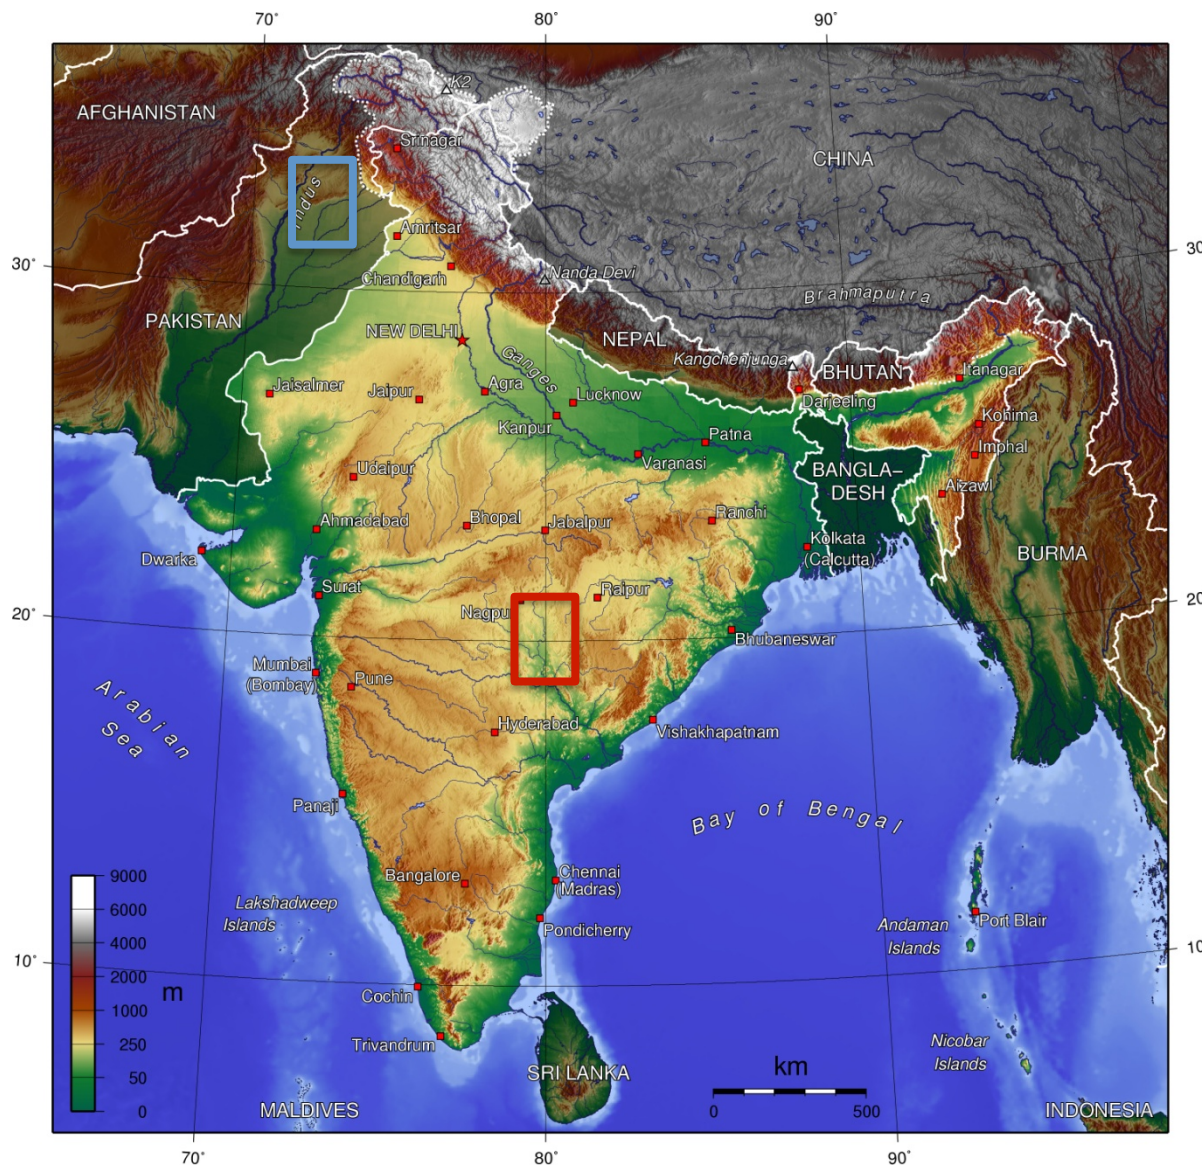 70°
80°
90°
K2
AFGHANISTAN
Srinagar
CHINA
Indus
Amritsar
30°
30
Chandigarh
Nanda Devi
Brahmaputra
PAKISTAN
NEW DELHI
NEPAL
Ganges
Kangchenjunga
BHUTAN
Itanagar
Jaisalmer
Jaipur
Agra
Lucknow
Darjeeling
Kohima
Kanpur
Patna
Imphal
Varanasi
BANGLA–
DESH
Udaipur
Aizawl
Ahmadabad
Bhopal
Jabalpur
Ranchi
Kolkata
(Calcutta)
BURMA
Dwarka
Surat
Raipur
20°
20
Nagpur
Bhubaneswar
Mumbai
(Bombay)
Pune
Arabian
Sea
Hyderabad
Vishakhapatnam
Panaji
Bay of Bengal
Bangalore
Chennai
(Madras)
9000
6000
4000
2000
1000
250
50
0
m
Lakshadweep
Islands
Pondicherry
Andaman
Islands
Port Blair
10°
10
Cochin
Trivandrum
Nicobar
Islands
SRI LANKA
km
0
500
MALDIVES
INDONESIA
70°
80°
90°